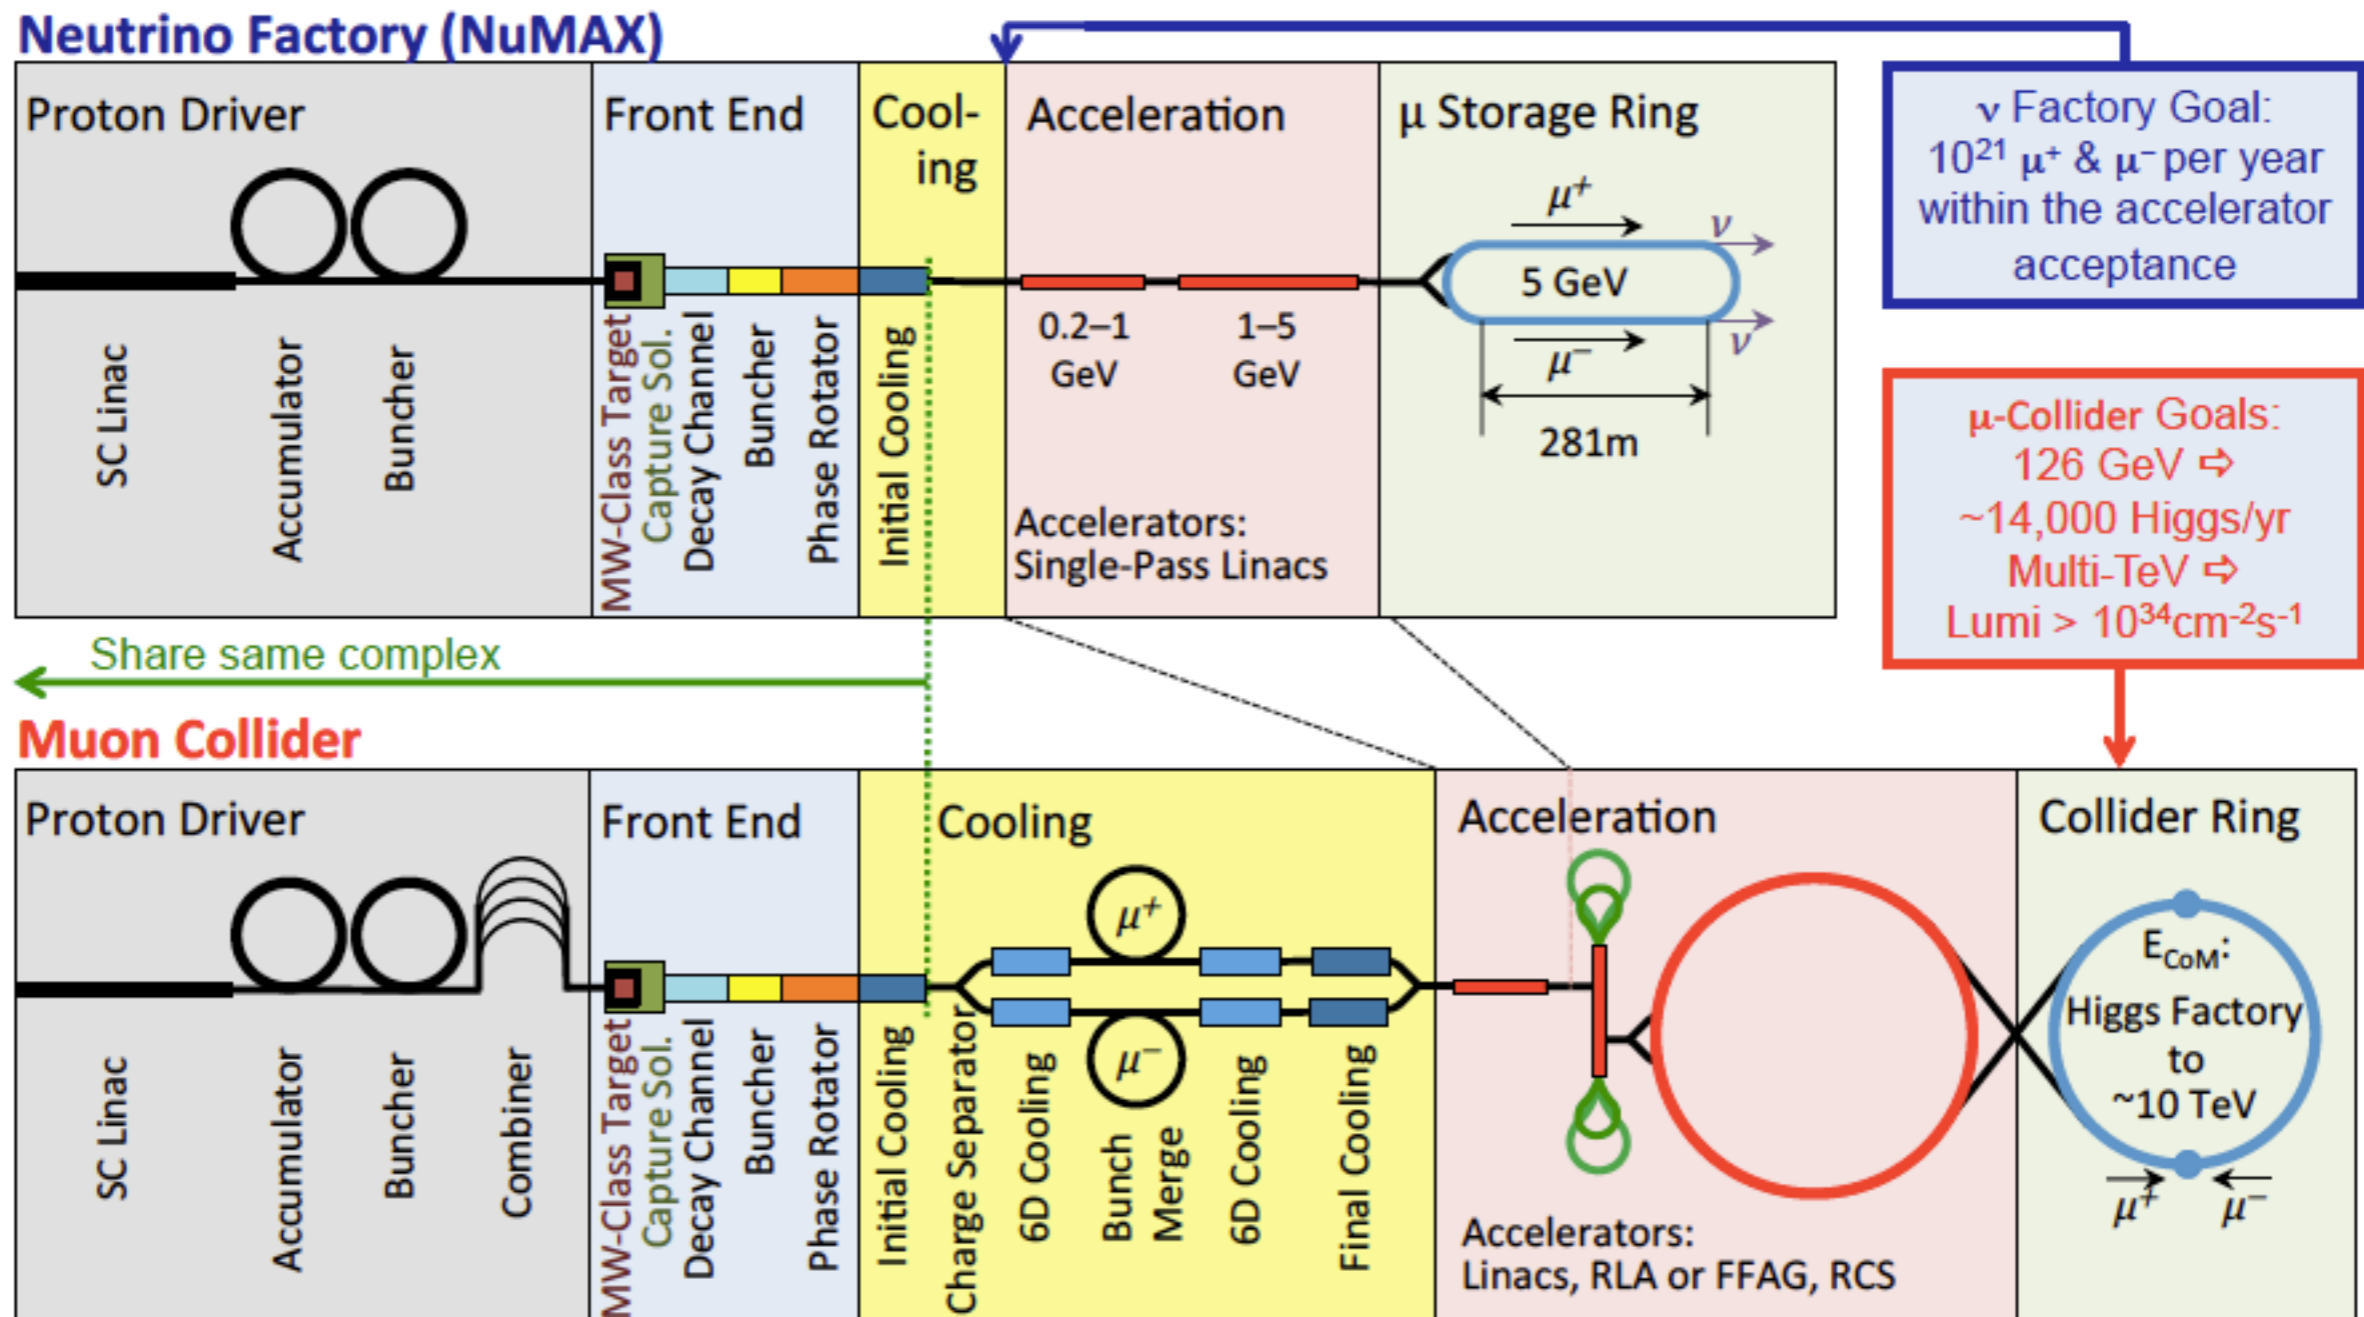 Neutrino Factory (NuMAX)
Proton Driver
Front End
Cool-
ing
Acceleration
μ Storage Ring
μ+
ν
5 GeV
0.2–1
GeV
1–5
GeV
μ−
ν
281m
SC Linac
Accumulator
Buncher
MW-Class Target
Capture Sol.
Decay Channel
Buncher
Phase Rotator
Initial Cooling
Accelerators:
Single-Pass Linacs
ν Factory Goal:
10²¹ μ+ & μ− per year
within the accelerator
acceptance
μ-Collider Goals:
126 GeV ⇨
~14,000 Higgs/yr
Multi-TeV ⇨
Lumi > 10³⁴cm⁻²s⁻¹
Share same complex
Muon Collider
Proton Driver
Front End
Cooling
Acceleration
Collider Ring
μ+
μ−
E_CoM:
Higgs Factory
to
~10 TeV
μ+
μ−
SC Linac
Accumulator
Buncher
Combiner
MW-Class Target
Capture Sol.
Decay Channel
Buncher
Phase Rotator
Initial Cooling
Charge Separator
6D Cooling
Bunch
Merge
6D Cooling
Final Cooling
Accelerators:
Linacs, RLA or FFAG, RCS